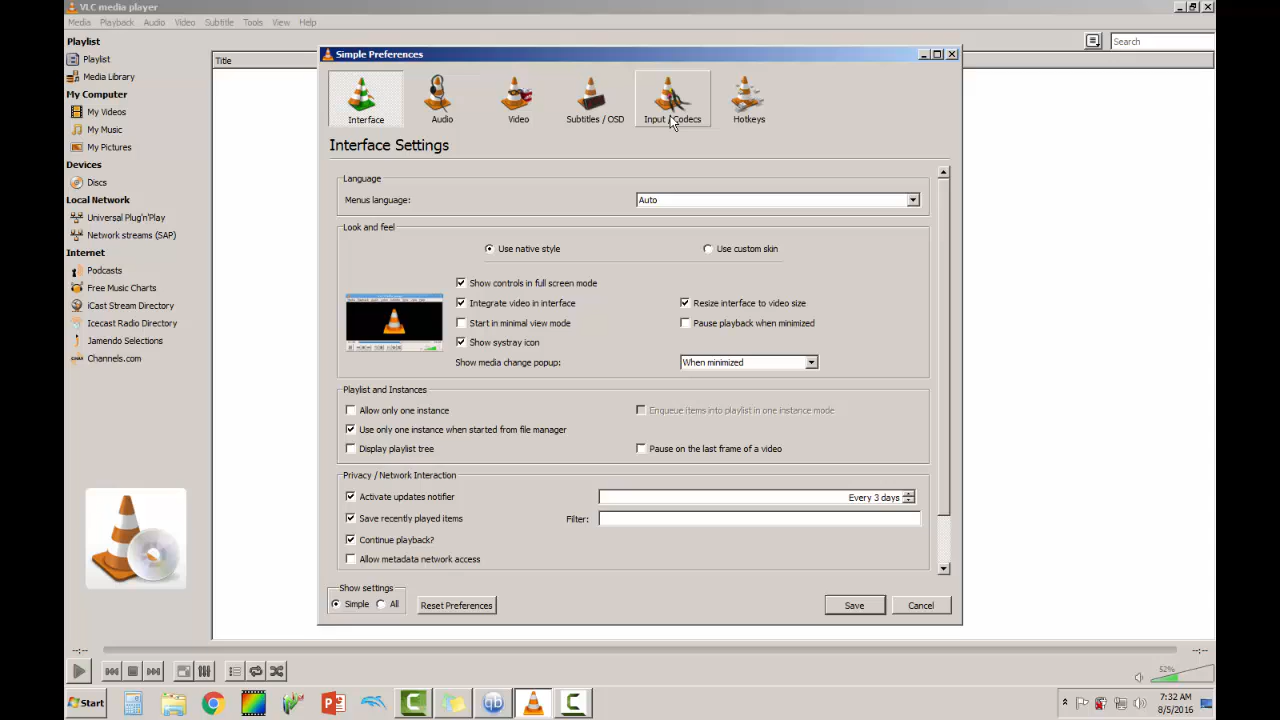 VLC media player
Media Playback Audio Video Subtitle Tools View Help
Playlist
Playlist
Media Library
My Computer
My Videos
My Music
My Pictures
Devices
Discs
Local Network
Universal Plug'n'Play
Network streams (SAP)
Internet
Podcasts
Free Music Charts
iCast Stream Directory
Icecast Radio Directory
Jamendo Selections
Channels.com
Title
Search
Simple Preferences
Interface Audio Video Subtitles / OSD Input / Codecs Hotkeys
Interface Settings
Language
Menus language: Auto
Look and feel
Use native style Use custom skin
Show controls in full screen mode
Integrate video in interface Resize interface to video size
Start in minimal view mode Pause playback when minimized
Show systray icon
Show media change popup: When minimized
Playlist and Instances
Allow only one instance Enqueue items into playlist in one instance mode
Use only one instance when started from file manager
Display playlist tree Pause on the last frame of a video
Privacy / Network Interaction
Activate updates notifier Every 3 days
Save recently played items Filter:
Continue playback?
Allow metadata network access
Show settings
Simple All Reset Preferences Save Cancel
--:-- --:--
52%
Start
qb
7:32 AM
8/5/2016